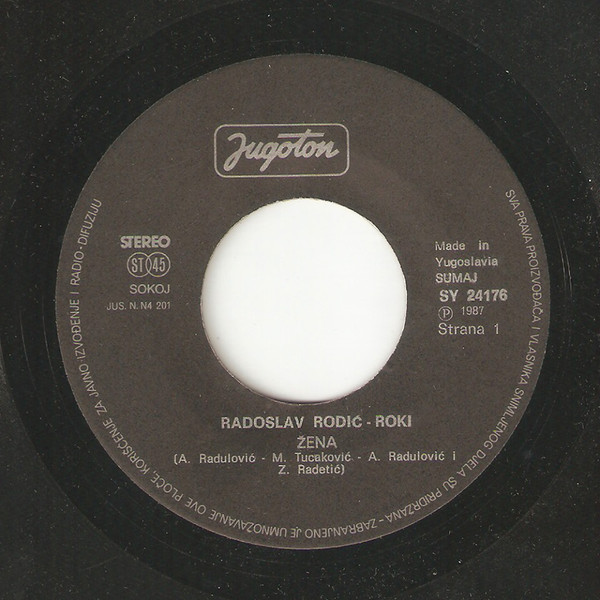 Jugoton
STEREO
ST 45
SOKOJ
JUS. N. N4 201
Made in
Yugoslavia
SUMAJ
SY 24176
Ⓟ 1987
Strana 1
RADOSLAV RODIĆ - ROKI
ŽENA
(A. Radulović - M. Tucaković - A. Radulović i
Z. Radetić)
SVA PRAVA PROIZVOĐAČA I VLASNIKA SNIMLJENOG DJELA SU PRIDRŽANA - ZABRANJENO JE UMNOŽAVANJE OVE PLOČE, KORIŠĆENJE ZA JAVNO IZVOĐENJE I RADIO-DIFUZIJU